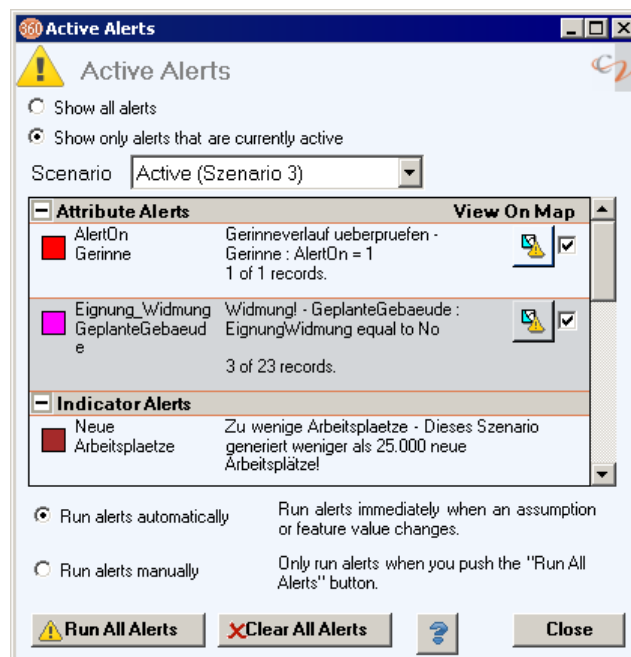 360 Active Alerts
Active Alerts
Show all alerts
Show only alerts that are currently active
Scenario Active (Szenario 3)
Attribute Alerts View On Map
AlertOn Gerinneverlauf ueberpruefen -
Gerinne Gerinne : AlertOn = 1
1 of 1 records.
Eignung_Widmung Widmung! - GeplanteGebaeude :
GeplanteGebaeud EignungWidmung equal to No
e
3 of 23 records.
Indicator Alerts
Neue Zu wenige Arbeitsplaetze - Dieses Szenario
Arbeitsplaetze generiert weniger als 25.000 neue
Arbeitsplätze!
Run alerts automatically Run alerts immediately when an assumption
or feature value changes.
Run alerts manually Only run alerts when you push the "Run All
Alerts" button.
Run All Alerts Clear All Alerts ? Close